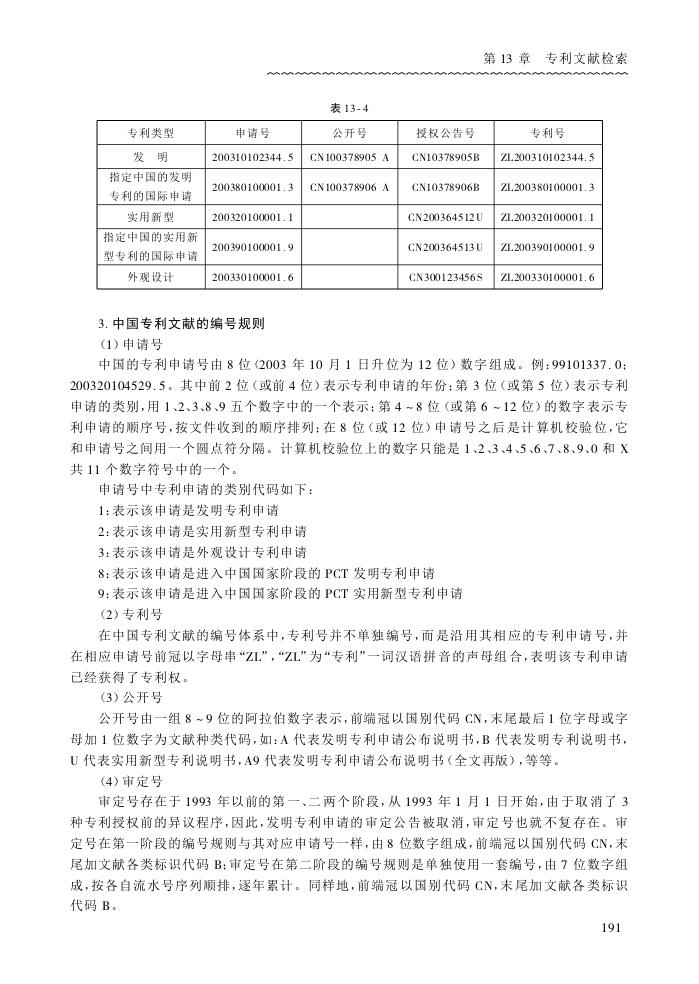 第 13 章　专利文献检索
表 13-4
专利类型 申请号 公开号 授权公告号 专利号
发　明 200310102344.5 CN100378905 A CN10378905B ZL200310102344.5
指定中国的发明
专利的国际申请 200380100001.3 CN100378906 A CN10378906B ZL200380100001.3
实用新型 200320100001.1 CN200364512U ZL200320100001.1
指定中国的实用新
型专利的国际申请 200390100001.9 CN200364513U ZL200390100001.9
外观设计 200330100001.6 CN300123456S ZL200330100001.6
3. 中国专利文献的编号规则
(1)申请号
中国的专利申请号由 8 位(2003 年 10 月 1 日升位为 12 位)数字组成。例:99101337.0;
200320104529.5。其中前 2 位(或前 4 位)表示专利申请的年份;第 3 位(或第 5 位)表示专利
申请的类别,用 1、2、3、8、9 五个数字中的一个表示;第 4~8 位(或第 6~12 位)的数字表示专
利申请的顺序号,按文件收到的顺序排列;在 8 位(或 12 位)申请号之后是计算机校验位,它
和申请号之间用一个圆点符分隔。计算机校验位上的数字只能是 1、2、3、4、5、6、7、8、9、0 和 X
共 11 个数字符号中的一个。
申请号中专利申请的类别代码如下:
1:表示该申请是发明专利申请
2:表示该申请是实用新型专利申请
3:表示该申请是外观设计专利申请
8:表示该申请是进入中国国家阶段的 PCT 发明专利申请
9:表示该申请是进入中国国家阶段的 PCT 实用新型专利申请
(2)专利号
在中国专利文献的编号体系中,专利号并不单独编号,而是沿用其相应的专利申请号,并
在相应申请号前冠以字母串“ZL”,“ZL”为“专利”一词汉语拼音的声母组合,表明该专利申请
已经获得了专利权。
(3)公开号
公开号由一组 8~9 位的阿拉伯数字表示,前端冠以国别代码 CN,末尾最后 1 位字母或字
母加 1 位数字为文献种类代码,如:A 代表发明专利申请公布说明书,B 代表发明专利说明书,
U 代表实用新型专利说明书,A9 代表发明专利申请公布说明书(全文再版),等等。
(4)审定号
审定号存在于 1993 年以前的第一、二两个阶段,从 1993 年 1 月 1 日开始,由于取消了 3
种专利授权前的异议程序,因此,发明专利申请的审定公告被取消,审定号也就不复存在。审
定号在第一阶段的编号规则与其对应申请号一样,由 8 位数字组成,前端冠以国别代码 CN,末
尾加文献各类标识代码 B;审定号在第二阶段的编号规则是单独使用一套编号,由 7 位数字组
成,按各自流水号序列顺排,逐年累计。同样地,前端冠以国别代码 CN,末尾加文献各类标识
代码 B。
191